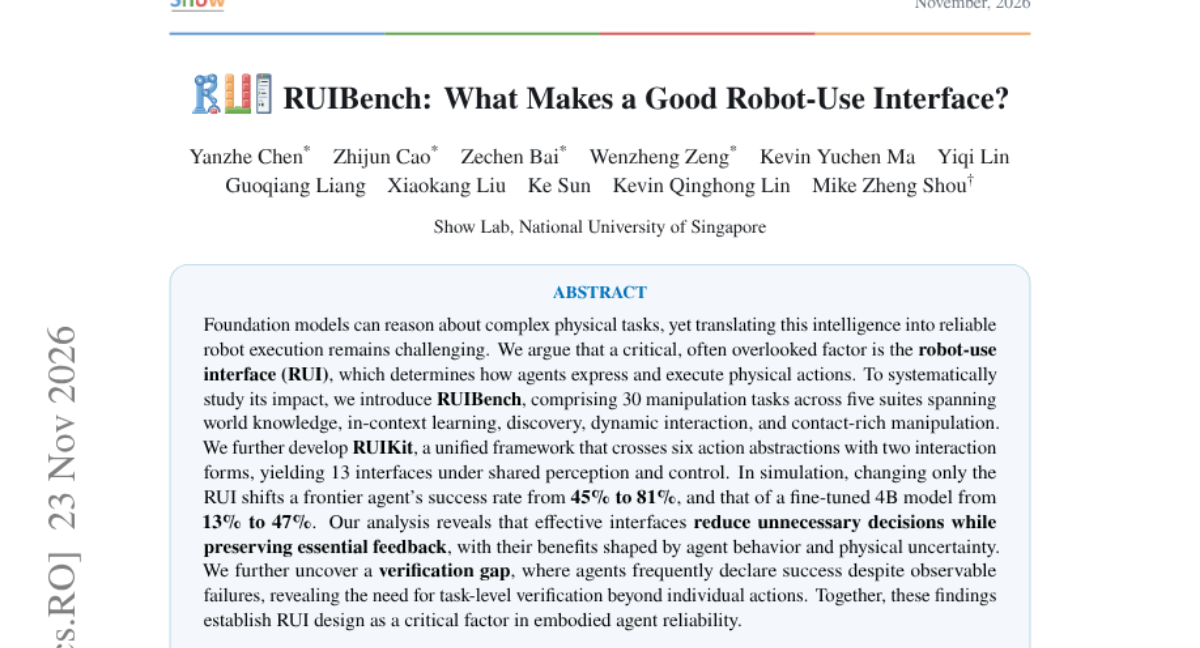 Show
November, 2026
RUI RUIBench: What Makes a Good Robot-Use Interface?
Yanzhe Chen* Zhijun Cao* Zechen Bai* Wenzheng Zeng* Kevin Yuchen Ma Yiqi Lin
Guoqiang Liang Xiaokang Liu Ke Sun Kevin Qinghong Lin Mike Zheng Shou†
Show Lab, National University of Singapore
ABSTRACT
Foundation models can reason about complex physical tasks, yet translating this intelligence into reliable
robot execution remains challenging. We argue that a critical, often overlooked factor is the robot-use
interface (RUI), which determines how agents express and execute physical actions. To systematically
study its impact, we introduce RUIBench, comprising 30 manipulation tasks across five suites spanning
world knowledge, in-context learning, discovery, dynamic interaction, and contact-rich manipulation.
We further develop RUIKit, a unified framework that crosses six action abstractions with two interaction
forms, yielding 13 interfaces under shared perception and control. In simulation, changing only the
RUI shifts a frontier agent's success rate from 45% to 81%, and that of a fine-tuned 4B model from
13% to 47%. Our analysis reveals that effective interfaces reduce unnecessary decisions while
preserving essential feedback, with their benefits shaped by agent behavior and physical uncertainty.
We further uncover a verification gap, where agents frequently declare success despite observable
failures, revealing the need for task-level verification beyond individual actions. Together, these findings
establish RUI design as a critical factor in embodied agent reliability.
cs.RO] 23 Nov 2026